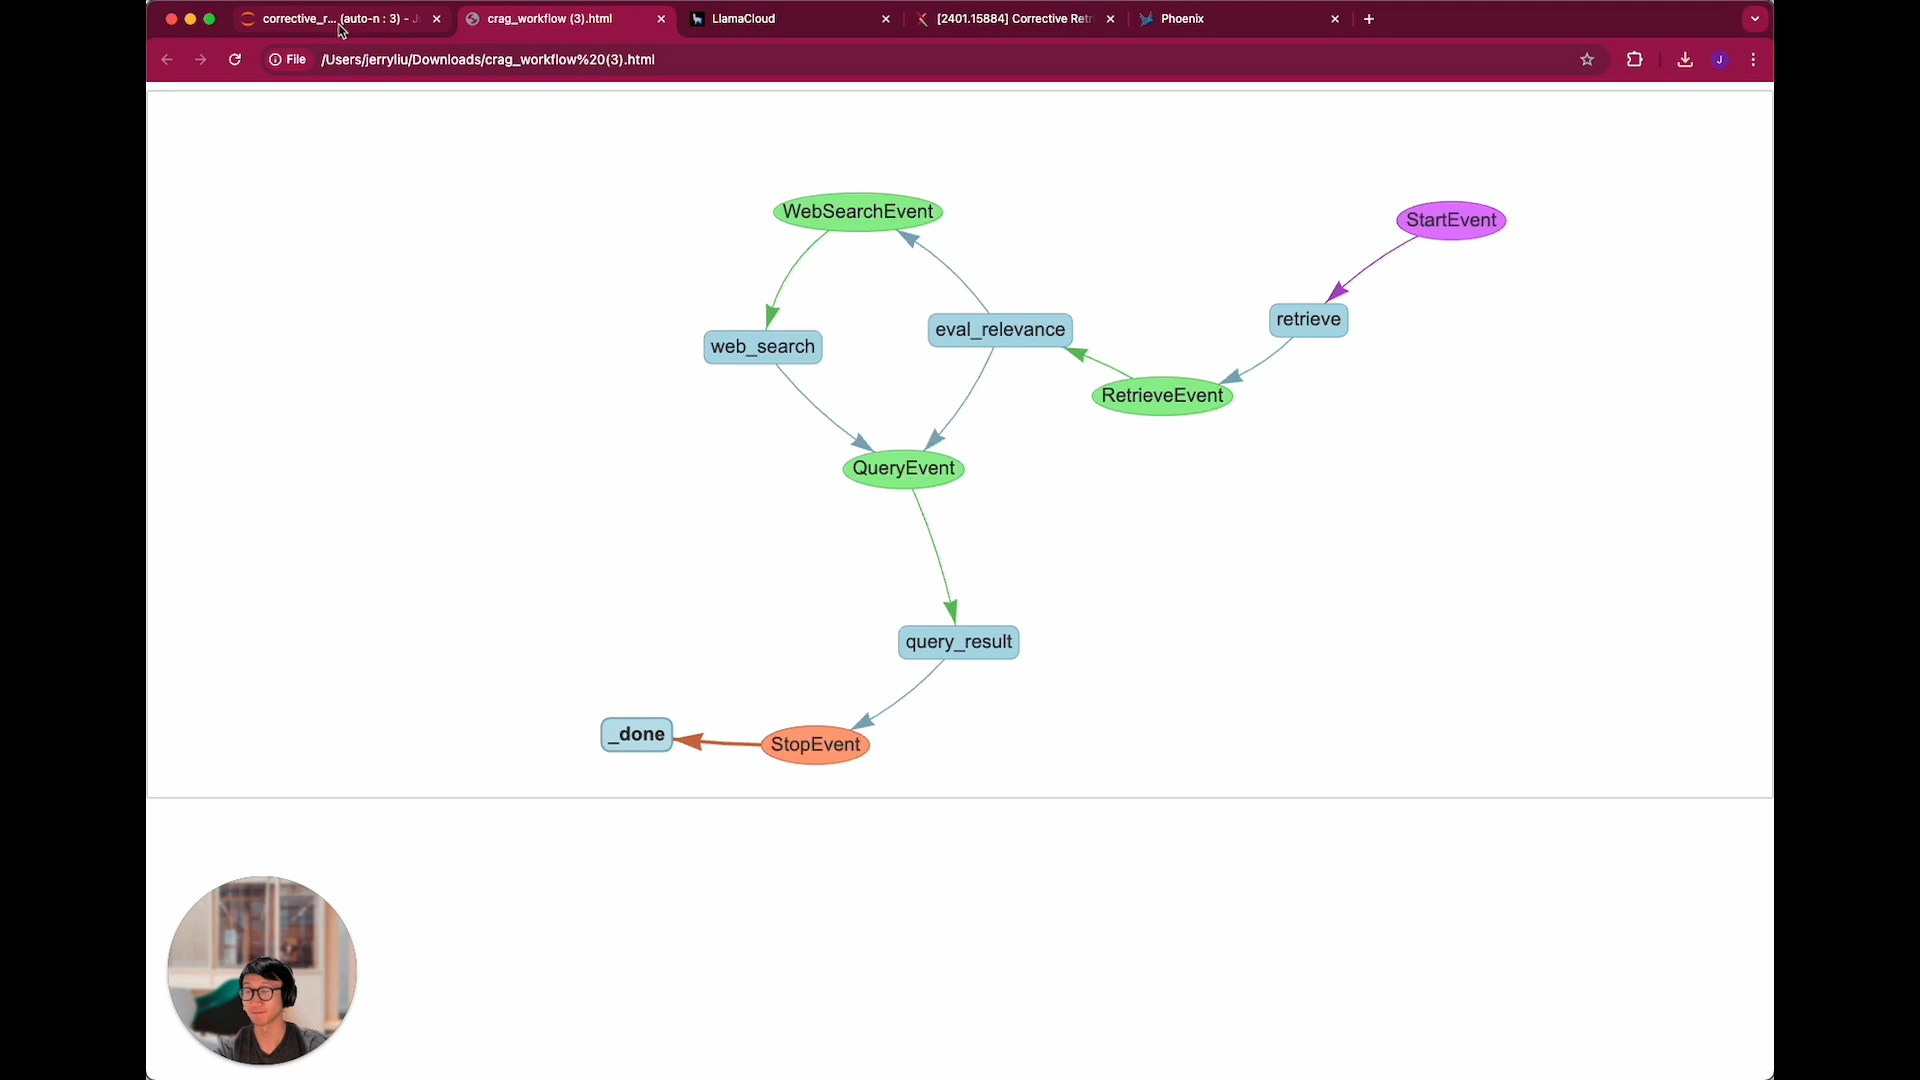 corrective_r... (auto-n : 3) - J
crag_workflow (3).html
LlamaCloud
[2401.15884] Corrective Retr
Phoenix
File
/Users/jerryliu/Downloads/crag_workflow%20(3).html
J
WebSearchEvent
StartEvent
retrieve
eval_relevance
web_search
RetrieveEvent
QueryEvent
query_result
_done
StopEvent